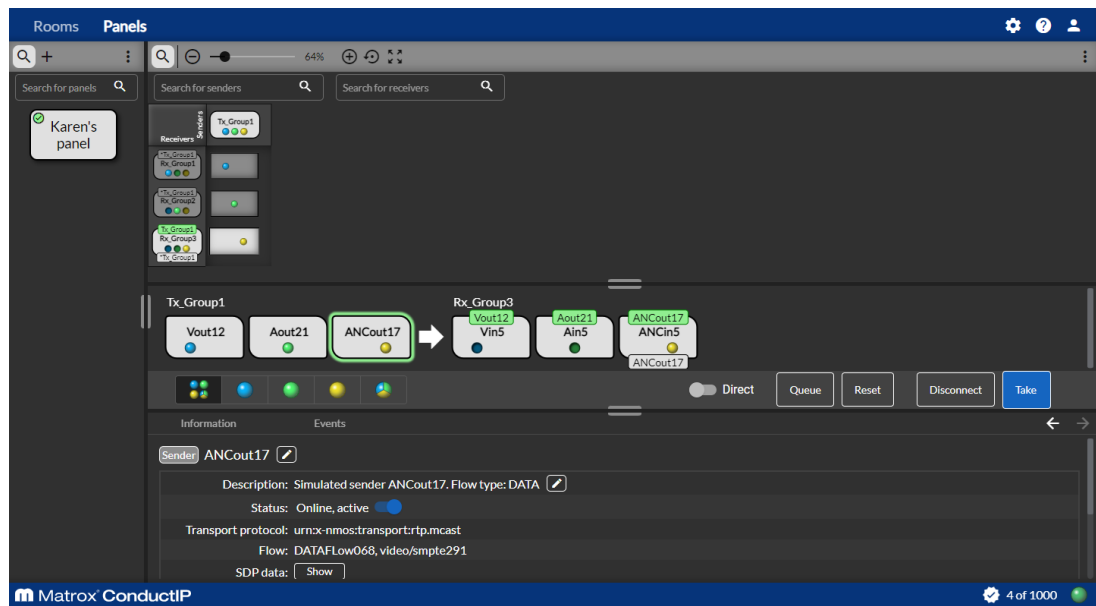 Rooms Panels
64%
Search for panels
Search for senders
Search for receivers
Karen's
panel
Receivers
Senders
Tx_Group1
*Tx_Group1
Rx_Group1
*Tx_Group1
Rx_Group2
Tx_Group1
Rx_Group3
*Tx_Group1
Tx_Group1
Rx_Group3
Vout12
Aout21
ANCout17
Vout12
Vin5
Aout21
Ain5
ANCout17
ANCin5
ANCout17
Direct
Queue
Reset
Disconnect
Take
Information
Events
Sender ANCout17
Description: Simulated sender ANCout17. Flow type: DATA
Status: Online, active
Transport protocol: urn:x-nmos:transport:rtp.mcast
Flow: DATAFLow068, video/smpte291
SDP data: Show
m Matrox ConductIP
4 of 1000